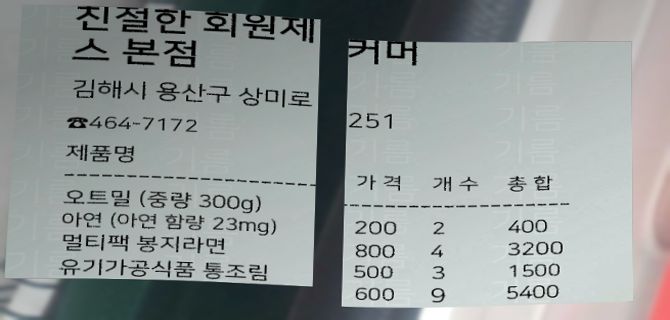 친절한 회원제 커머
스 본점
김해시 용산구 상미로 251
☎464-7172
제품명 가격 개수 총합
오트밀 (중량 300g) 200 2 400
아연 (아연 함량 23mg) 800 4 3200
멀티팩 봉지라면 500 3 1500
유기가공식품 통조림 600 9 5400